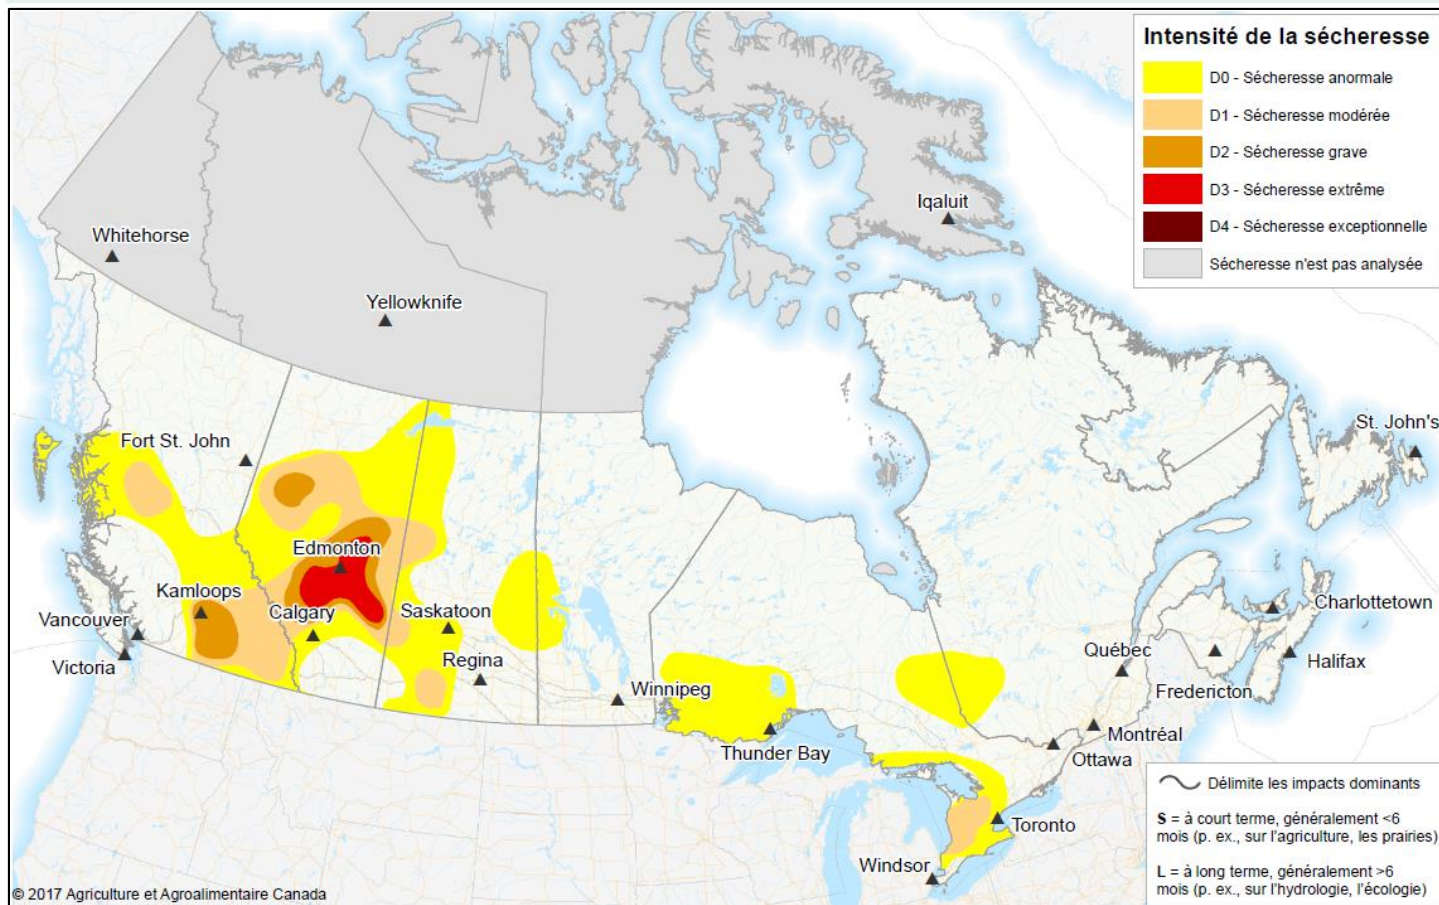 Intensité de la sécheresse
D0 - Sécheresse anormale
D1 - Sécheresse modérée
D2 - Sécheresse grave
D3 - Sécheresse extrême
D4 - Sécheresse exceptionnelle
Sécheresse n'est pas analysée
Iqaluit
Whitehorse
Yellowknife
Fort St. John
St. John's
Edmonton
Kamloops
Calgary
Saskatoon
Vancouver
Victoria
Regina
Winnipeg
Thunder Bay
Charlottetown
Québec
Halifax
Fredericton
Montréal
Ottawa
Toronto
Windsor
Délimite les impacts dominants
S = à court terme, généralement <6
mois (p. ex., sur l'agriculture, les prairies)
L = à long terme, généralement >6
mois (p. ex., sur l'hydrologie, l'écologie)
© 2017 Agriculture et Agroalimentaire Canada